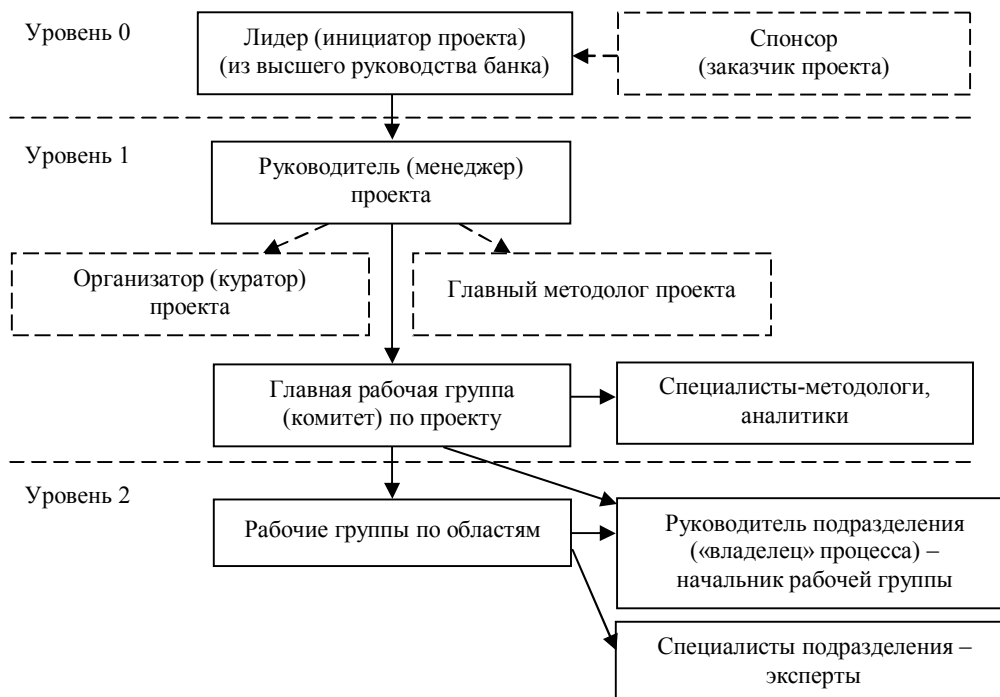 Уровень 0
Лидер (инициатор проекта)
(из высшего руководства банка)
Спонсор
(заказчик проекта)
Уровень 1
Руководитель (менеджер)
проекта
Организатор (куратор)
проекта
Главный методолог проекта
Главная рабочая группа
(комитет) по проекту
Специалисты-методологи,
аналитики
Уровень 2
Рабочие группы по областям
Руководитель подразделения
(«владелец» процесса) –
начальник рабочей группы
Специалисты подразделения –
эксперты